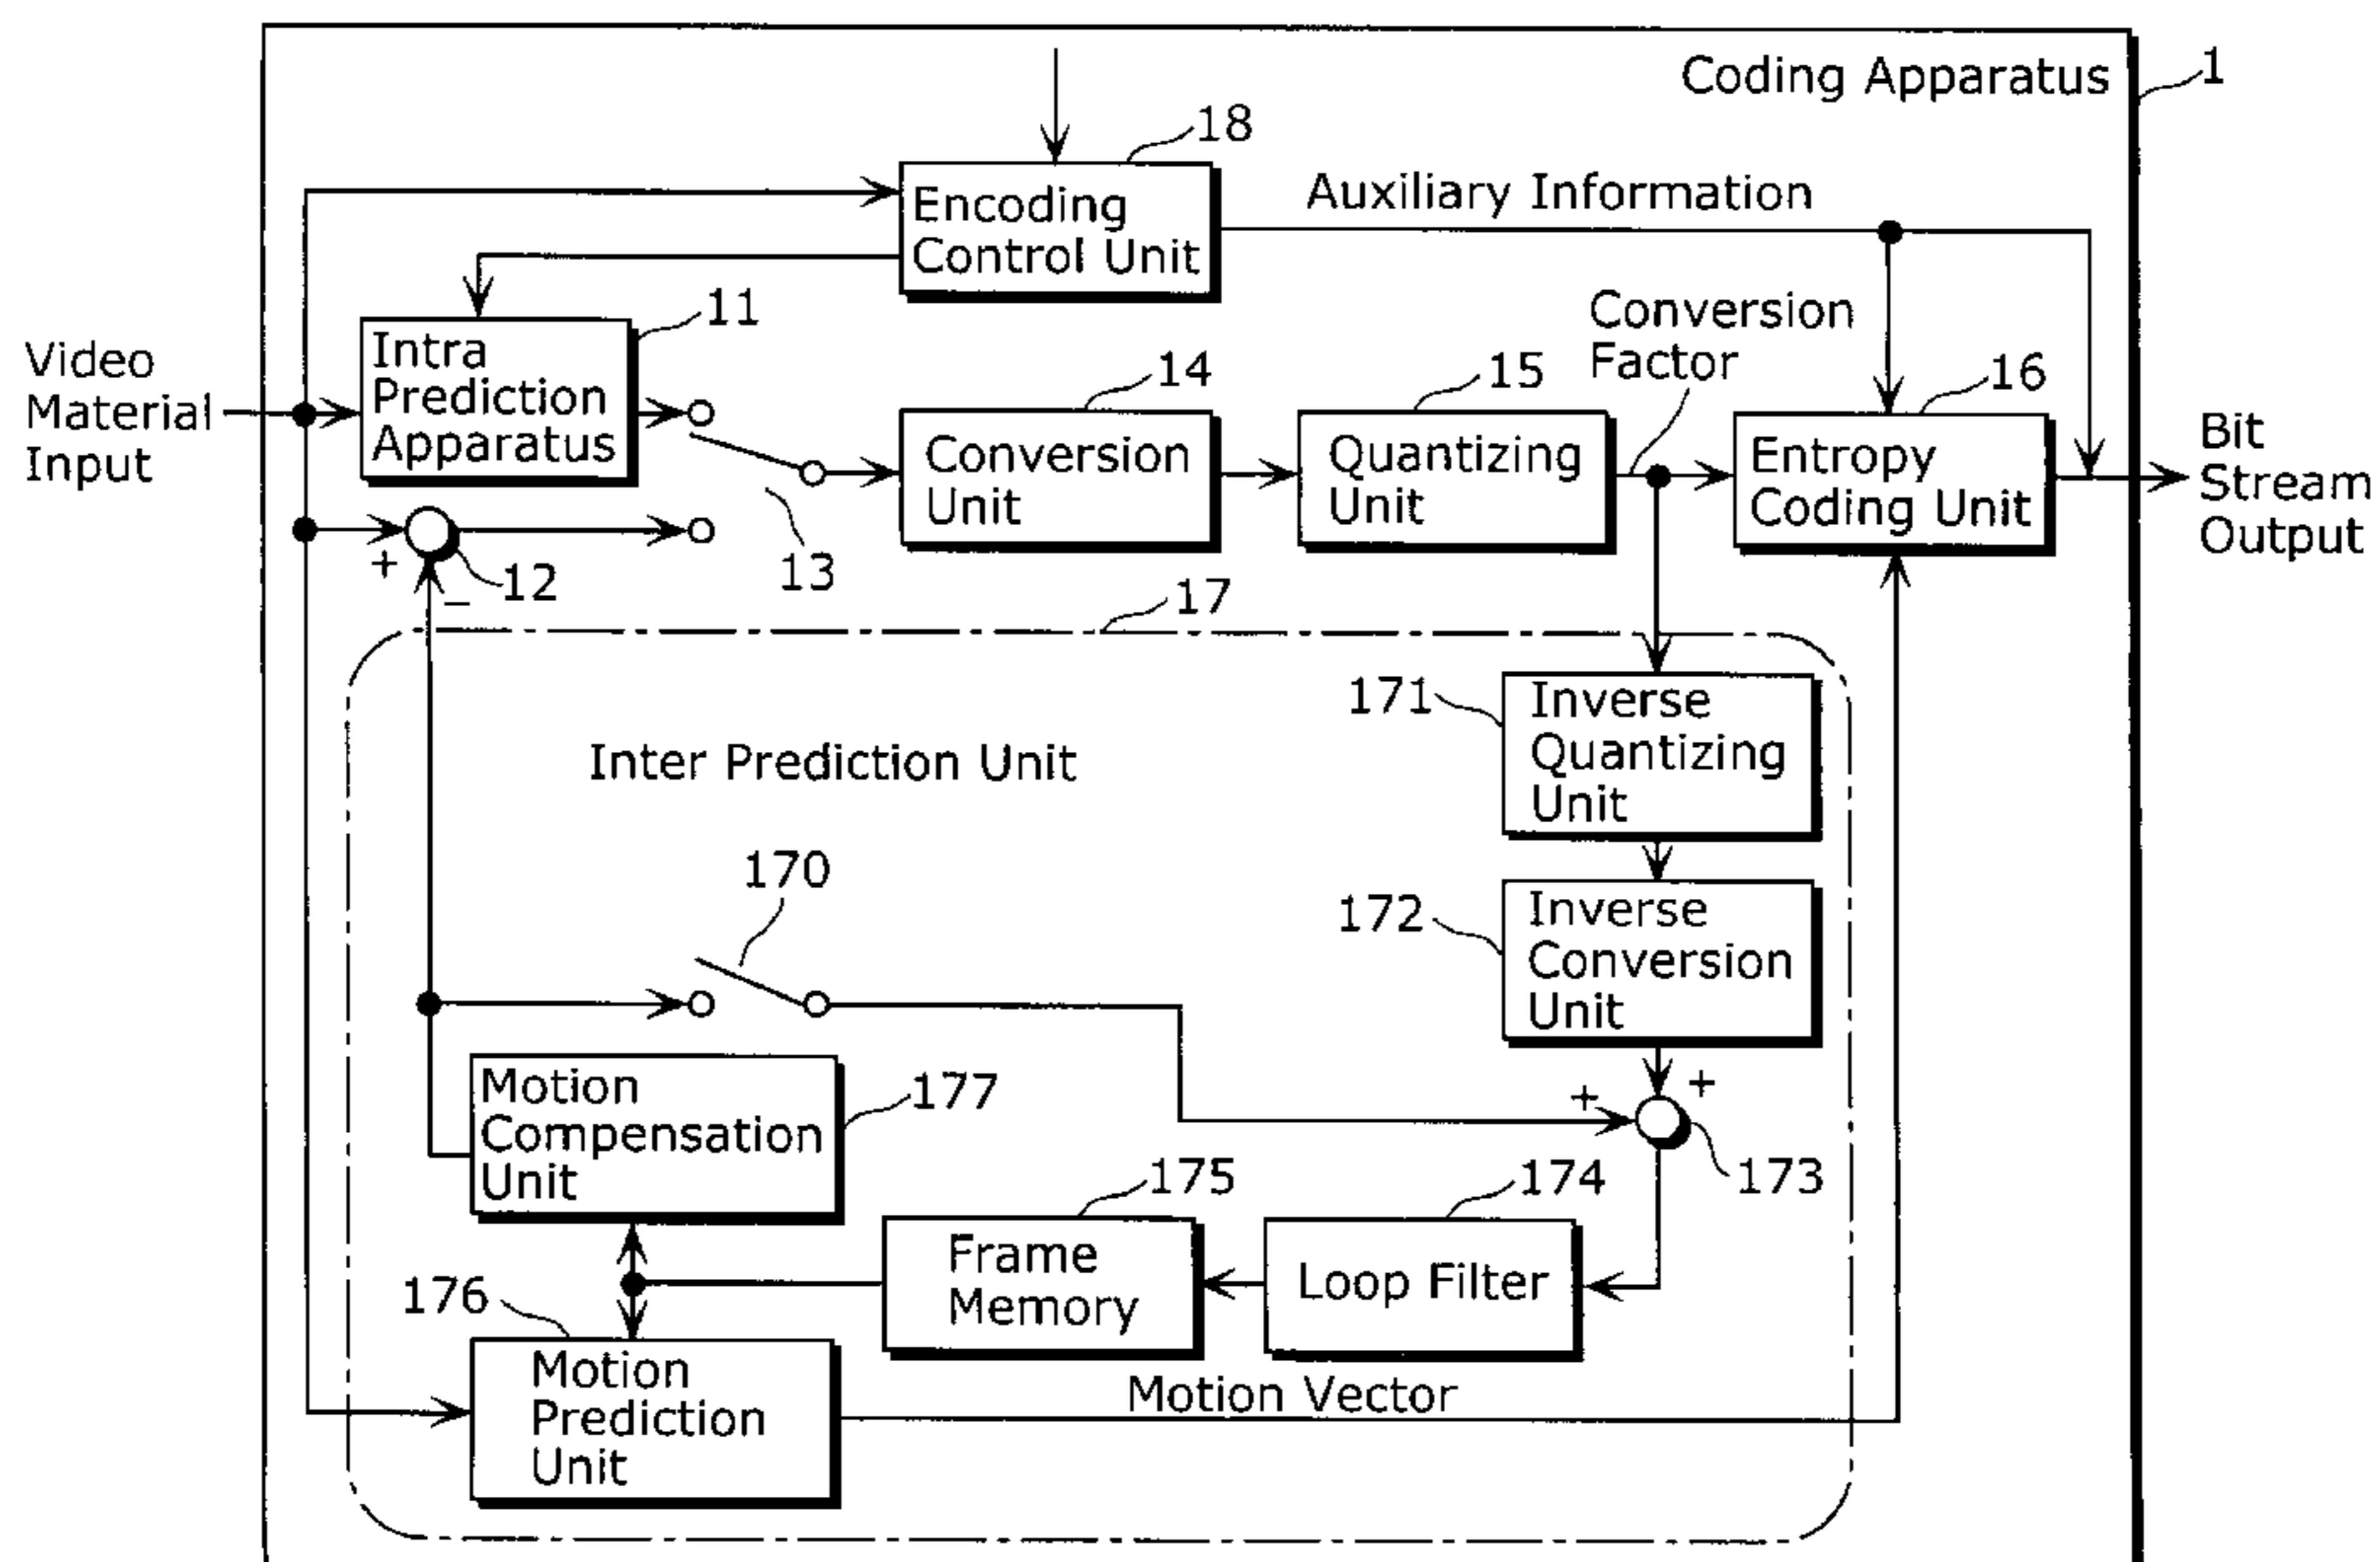 Coding Apparatus
1
18
Encoding
Control Unit
Auxiliary Information
Video
Material
Input
11
Intra
Prediction
Apparatus
14
Conversion
Unit
15
Quantizing
Unit
Conversion
Factor
16
Entropy
Coding Unit
Bit
Stream
Output
+
−
12
13
17
Inter Prediction Unit
171
Inverse
Quantizing
Unit
170
172
Inverse
Conversion
Unit
+
+
173
Motion
Compensation
Unit
177
175
Frame
Memory
174
Loop Filter
176
Motion
Prediction
Unit
Motion Vector